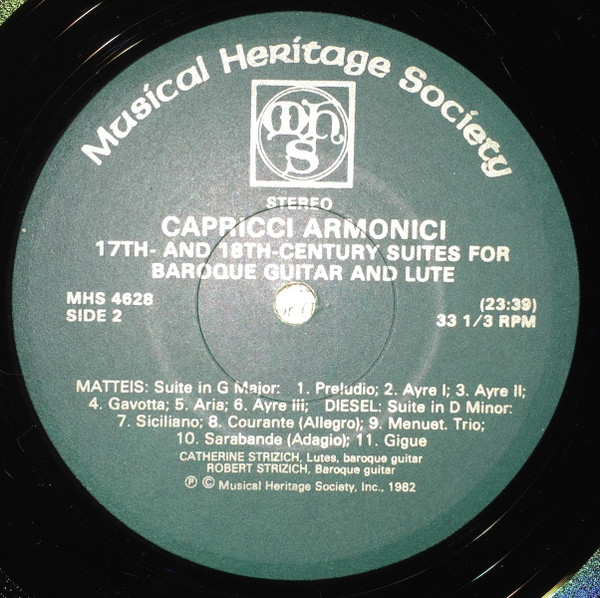 Musical Heritage Society
mhs
STEREO
CAPRICCI ARMONICI
17TH- AND 18TH-CENTURY SUITES FOR
BAROQUE GUITAR AND LUTE
MHS 4628
SIDE 2
(23:39)
33 1/3 RPM
MATTEIS: Suite in G Major: 1. Preludio; 2. Ayre I; 3. Ayre II;
4. Gavotta; 5. Aria; 6. Ayre iii; DIESEL: Suite in D Minor:
7. Siciliano; 8. Courante (Allegro); 9. Menuet. Trio;
10. Sarabande (Adagio); 11. Gigue
CATHERINE STRIZICH, Lutes, baroque guitar
ROBERT STRIZICH, Baroque guitar
℗ © Musical Heritage Society, Inc., 1982